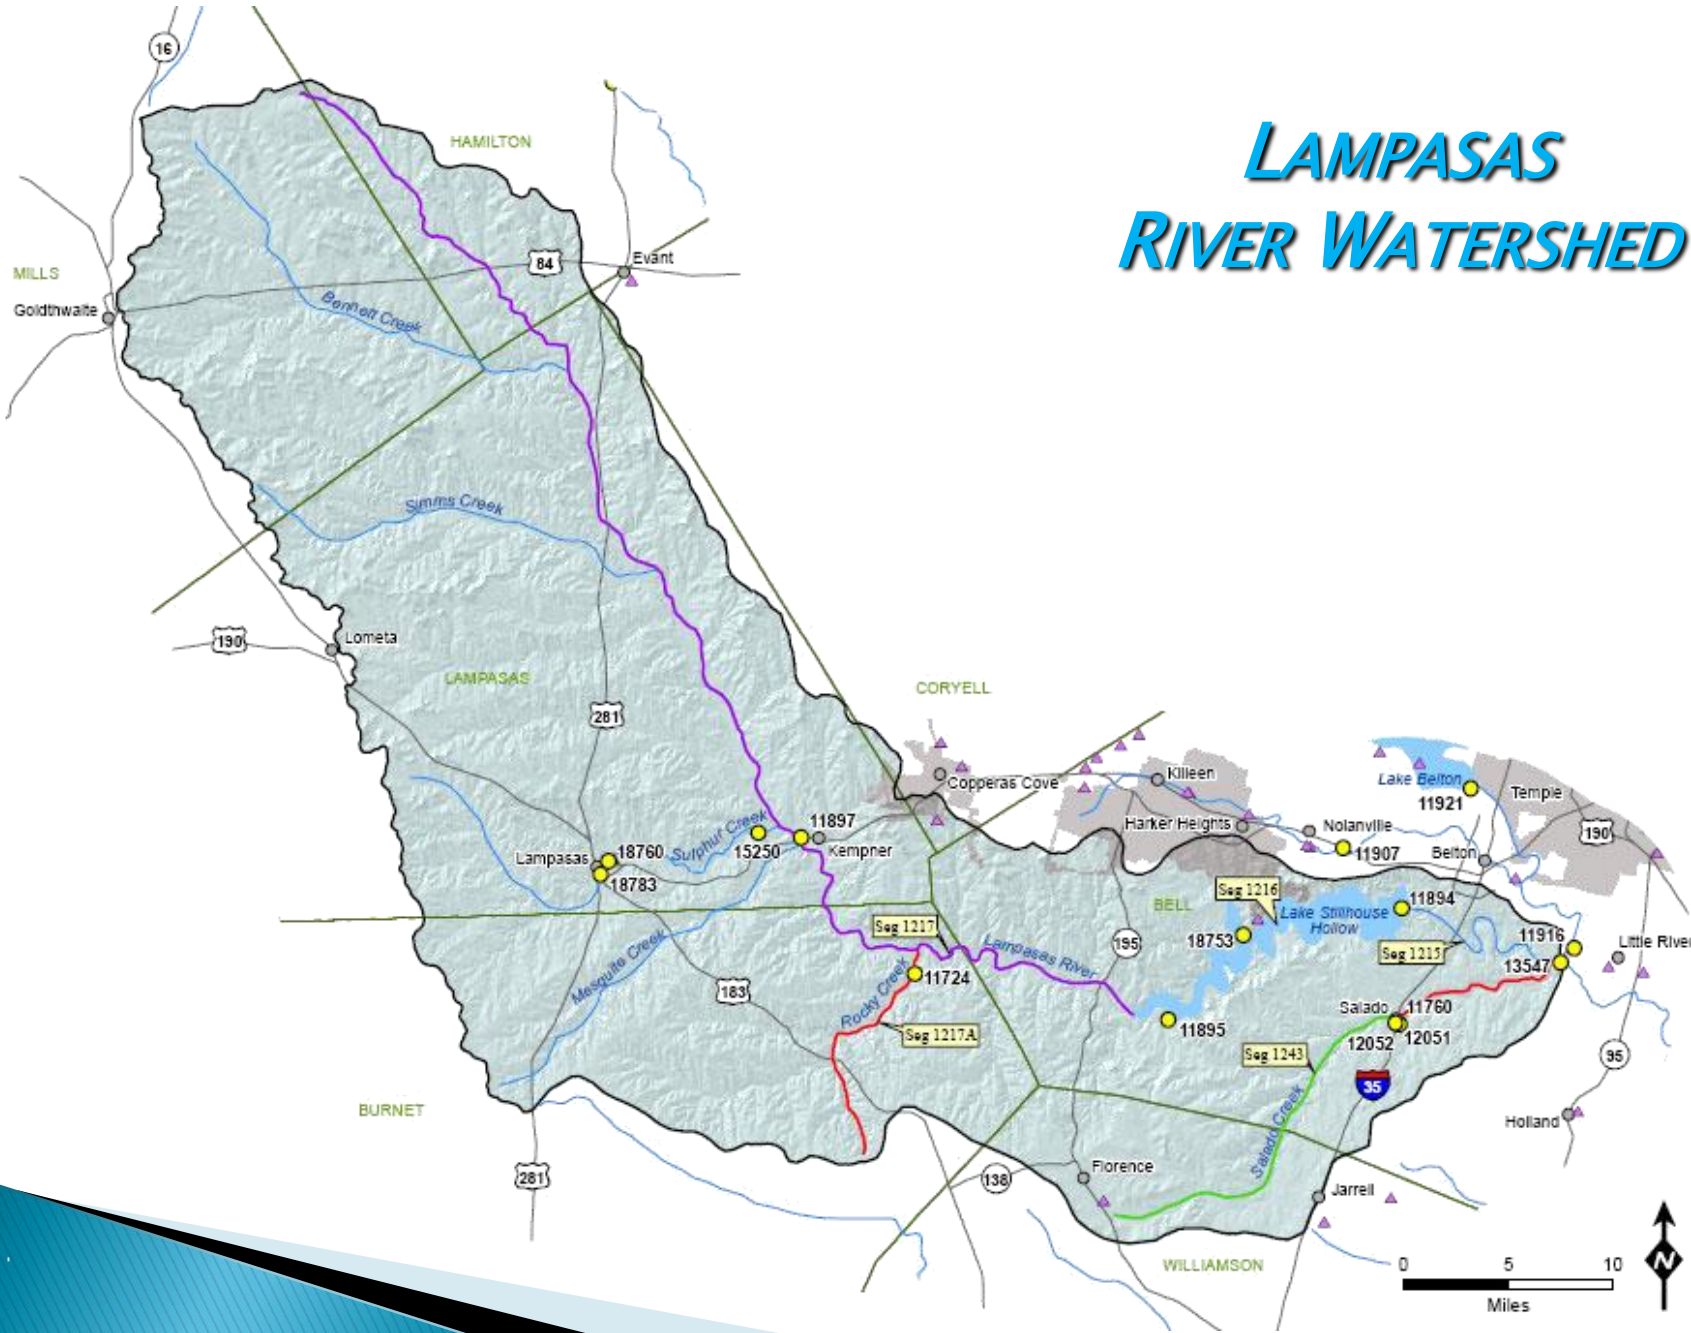 LAMPASAS
RIVER WATERSHED
16
HAMILTON
84
Evant
MILLS
Goldthwaite
Bennett Creek
Simms Creek
190
Lometa
LAMPASAS
281
CORYELL
Copperas Cove
Killeen
Lake Belton
11921
Temple
190
Harker Heights
Nolanville
11907
Belton
11897
Kempner
Sulphur Creek
15250
Lampasas
18760
18783
Seg 1216
BELL
Lake Stillhouse
Hollow
11894
18753
Seg 1217
Lampasas River
195
Seg 1215
11916
13547
Little River
Mesquite Creek
183
Rocky Creek
11724
Seg 1217A
11895
Salado
11760
12051
12052
Seg 1243
35
95
Salado Creek
BURNET
Holland
281
138
Florence
Jarrell
WILLIAMSON
N
0 5 10
Miles